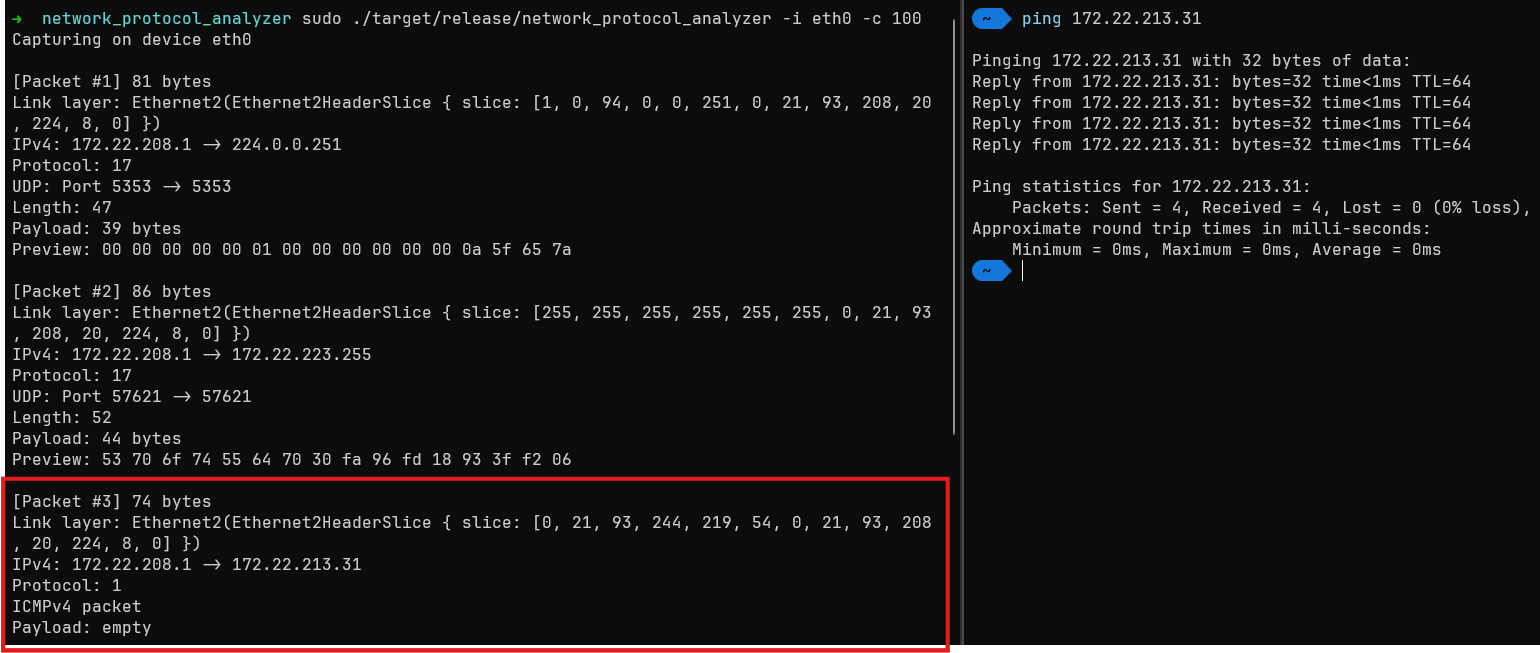 → network_protocol_analyzer sudo ./target/release/network_protocol_analyzer -i eth0 -c 100
Capturing on device eth0
[Packet #1] 81 bytes
Link layer: Ethernet2(Ethernet2HeaderSlice { slice: [1, 0, 94, 0, 0, 251, 0, 21, 93, 208, 20
, 224, 8, 0] })
IPv4: 172.22.208.1 → 224.0.0.251
Protocol: 17
UDP: Port 5353 → 5353
Length: 47
Payload: 39 bytes
Preview: 00 00 00 00 00 01 00 00 00 00 00 00 0a 5f 65 7a
[Packet #2] 86 bytes
Link layer: Ethernet2(Ethernet2HeaderSlice { slice: [255, 255, 255, 255, 255, 255, 0, 21, 93
, 208, 20, 224, 8, 0] })
IPv4: 172.22.208.1 → 172.22.223.255
Protocol: 17
UDP: Port 57621 → 57621
Length: 52
Payload: 44 bytes
Preview: 53 70 6f 74 55 64 70 30 fa 96 fd 18 93 3f f2 06
[Packet #3] 74 bytes
Link layer: Ethernet2(Ethernet2HeaderSlice { slice: [0, 21, 93, 244, 219, 54, 0, 21, 93, 208
, 20, 224, 8, 0] })
IPv4: 172.22.208.1 → 172.22.213.31
Protocol: 1
ICMPv4 packet
Payload: empty
~ ping 172.22.213.31
Pinging 172.22.213.31 with 32 bytes of data:
Reply from 172.22.213.31: bytes=32 time<1ms TTL=64
Reply from 172.22.213.31: bytes=32 time<1ms TTL=64
Reply from 172.22.213.31: bytes=32 time<1ms TTL=64
Reply from 172.22.213.31: bytes=32 time<1ms TTL=64
Ping statistics for 172.22.213.31:
Packets: Sent = 4, Received = 4, Lost = 0 (0% loss),
Approximate round trip times in milli-seconds:
Minimum = 0ms, Maximum = 0ms, Average = 0ms
~